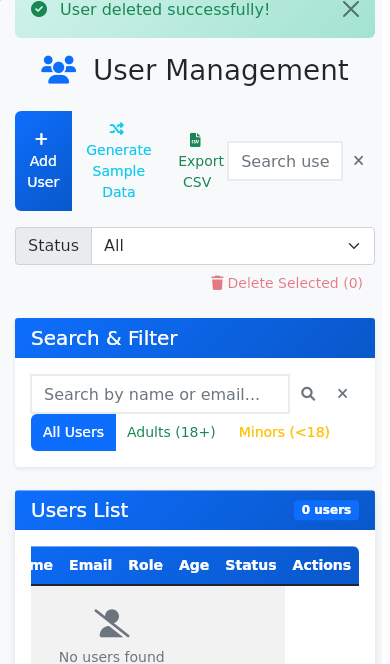 User deleted successfully!
User Management
+
Add
User
Generate
Sample
Data
CSV
Export
CSV
Search use
Status
All
Delete Selected (0)
Search & Filter
Search by name or email...
All Users
Adults (18+)
Minors (<18)
Users List
0 users
me Email Role Age Status Actions
No users found